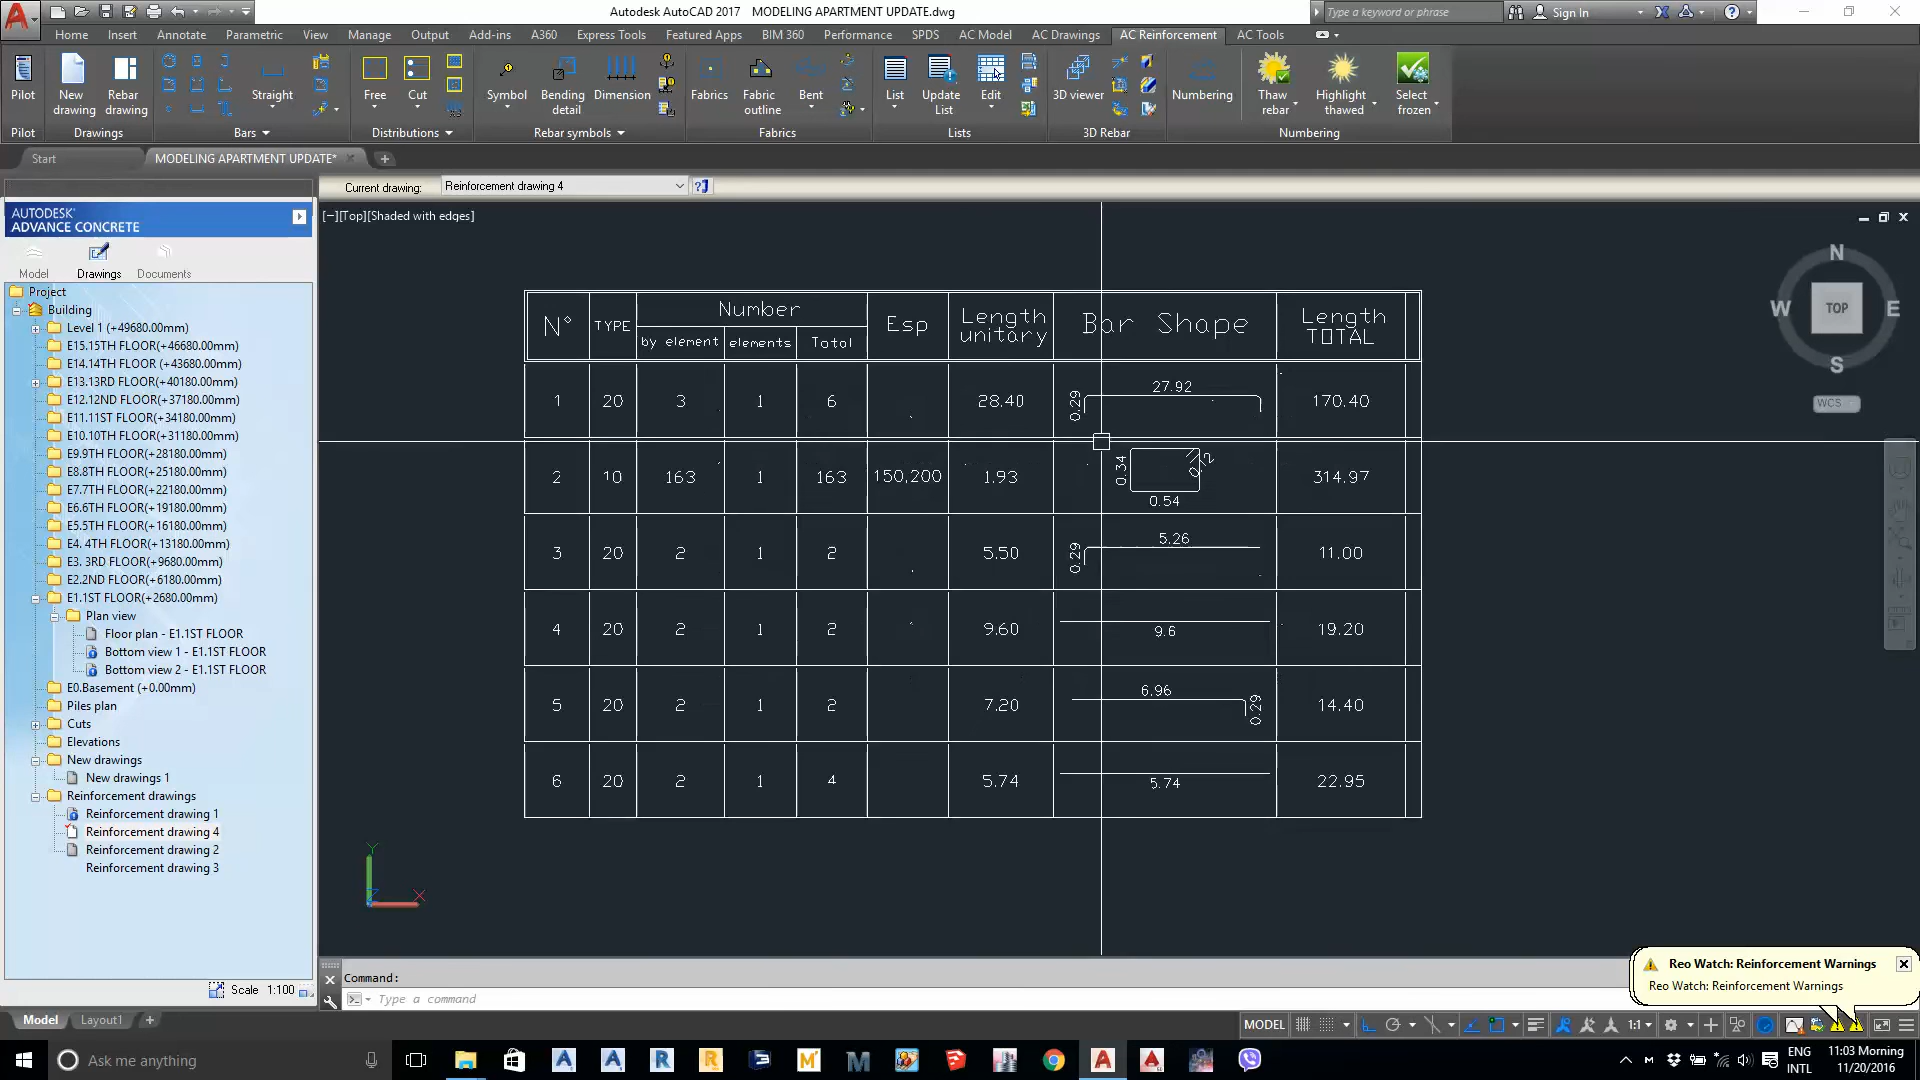 Autodesk AutoCAD 2017 MODELING APARTMENT UPDATE.dwg
Type a keyword or phrase
Sign In
Home Insert Annotate Parametric View Manage Output Add-ins A360 Express Tools Featured Apps BIM 360 Performance SPDS AC Model AC Drawings AC Reinforcement AC Tools
Pilot New drawing Rebar drawing Straight Free Cut Symbol Bending detail Dimension Fabrics Fabric outline Bent List Update List Edit 3D viewer Numbering Thaw rebar Highlight thawed Select frozen
Pilot Drawings Bars Distributions Rebar symbols Fabrics Lists 3D Rebar Numbering
Start MODELING APARTMENT UPDATE*
Current drawing: Reinforcement drawing 4
AUTODESK
ADVANCE CONCRETE
Model Drawings Documents
Project
Building
Level 1 (+49680.00mm)
E15.15TH FLOOR(+46680.00mm)
E14.14TH FLOOR (+43680.00mm)
E13.13RD FLOOR(+40180.00mm)
E12.12ND FLOOR(+37180.00mm)
E11.11ST FLOOR(+34180.00mm)
E10.10TH FLOOR(+31180.00mm)
E9.9TH FLOOR(+28180.00mm)
E8.8TH FLOOR(+25180.00mm)
E7.7TH FLOOR(+22180.00mm)
E6.6TH FLOOR(+19180.00mm)
E5.5TH FLOOR(+16180.00mm)
E4. 4TH FLOOR(+13180.00mm)
E3. 3RD FLOOR(+9680.00mm)
E2.2ND FLOOR(+6180.00mm)
E1.1ST FLOOR(+2680.00mm)
Plan view
Floor plan - E1.1ST FLOOR
Bottom view 1 - E1.1ST FLOOR
Bottom view 2 - E1.1ST FLOOR
E0.Basement (+0.00mm)
Piles plan
Cuts
Elevations
New drawings
New drawings 1
Reinforcement drawings
Reinforcement drawing 1
Reinforcement drawing 4
Reinforcement drawing 2
Reinforcement drawing 3
Scale 1:100
[−][Top][Shaded with edges]
N
W TOP E
S
WCS
N° TYPE Number Esp Length unitary Bar Shape Length TOTAL
by element elements Total
1 20 3 1 6 28.40 0.29 27.92 170.40
2 10 163 1 163 150,200 1.93 0.34 0.12 0.54 314.97
3 20 2 1 2 5.50 0.29 5.26 11.00
4 20 2 1 2 9.60 9.6 19.20
5 20 2 1 2 7.20 6.96 0.29 14.40
6 20 2 1 4 5.74 5.74 22.95
Y
X
Command:
Type a command
Reo Watch: Reinforcement Warnings
Reo Watch: Reinforcement Warnings
Model Layout1
MODEL 1:1
Ask me anything
ENG
INTL
11:03 Morning
11/20/2016